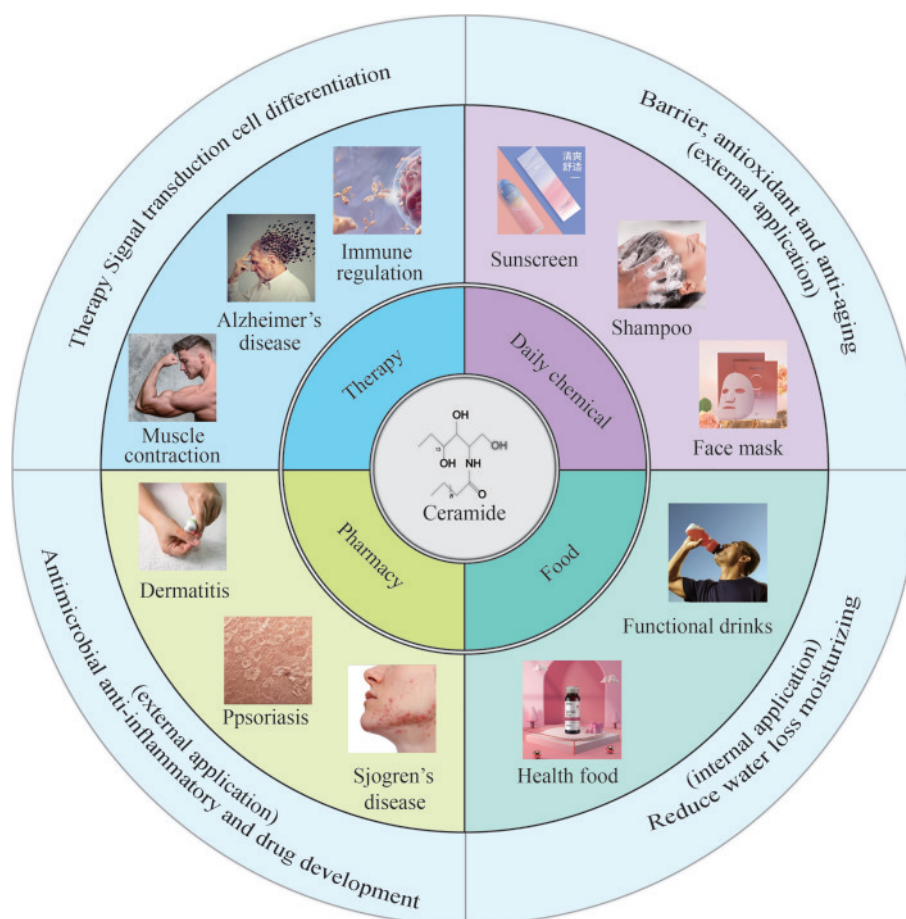 Therapy Signal transduction cell differentiation
Barrier, antioxidant and anti-aging
(external application)
Immune
regulation
Alzheimer's
disease
Muscle
contraction
清爽
舒适
Sunscreen
Shampoo
Face mask
Therapy
Daily chemical
OH
OH
13
OH
NH
8
O
Ceramide
Pharmacy
Food
Dermatitis
Ppsoriasis
Sjogren's
disease
Functional drinks
Health food
(external application)
Antimicrobial anti-inflammatory and drug development
(internal application)
Reduce water loss moisturizing